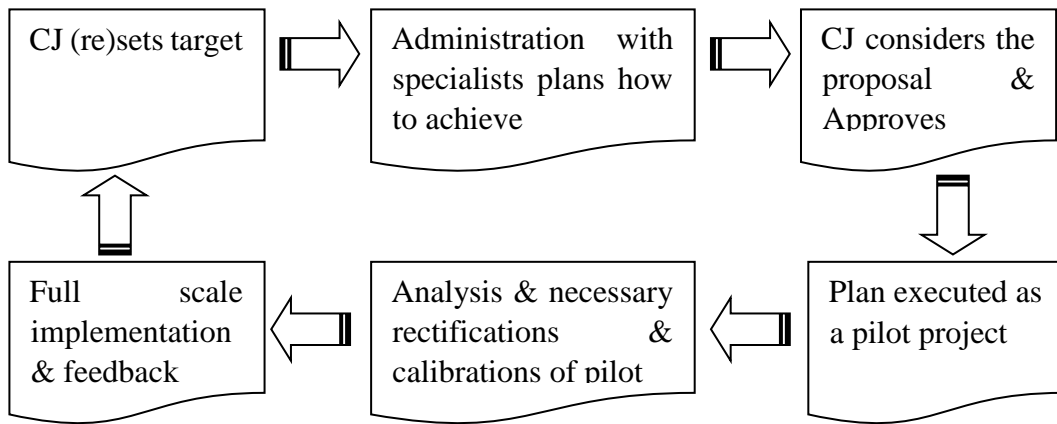 CJ (re)sets target
Administration with
specialists plans how
to achieve
CJ considers the
proposal &
Approves
Plan executed as
a pilot project
Analysis & necessary
rectifications &
calibrations of pilot
Full scale
implementation
& feedback